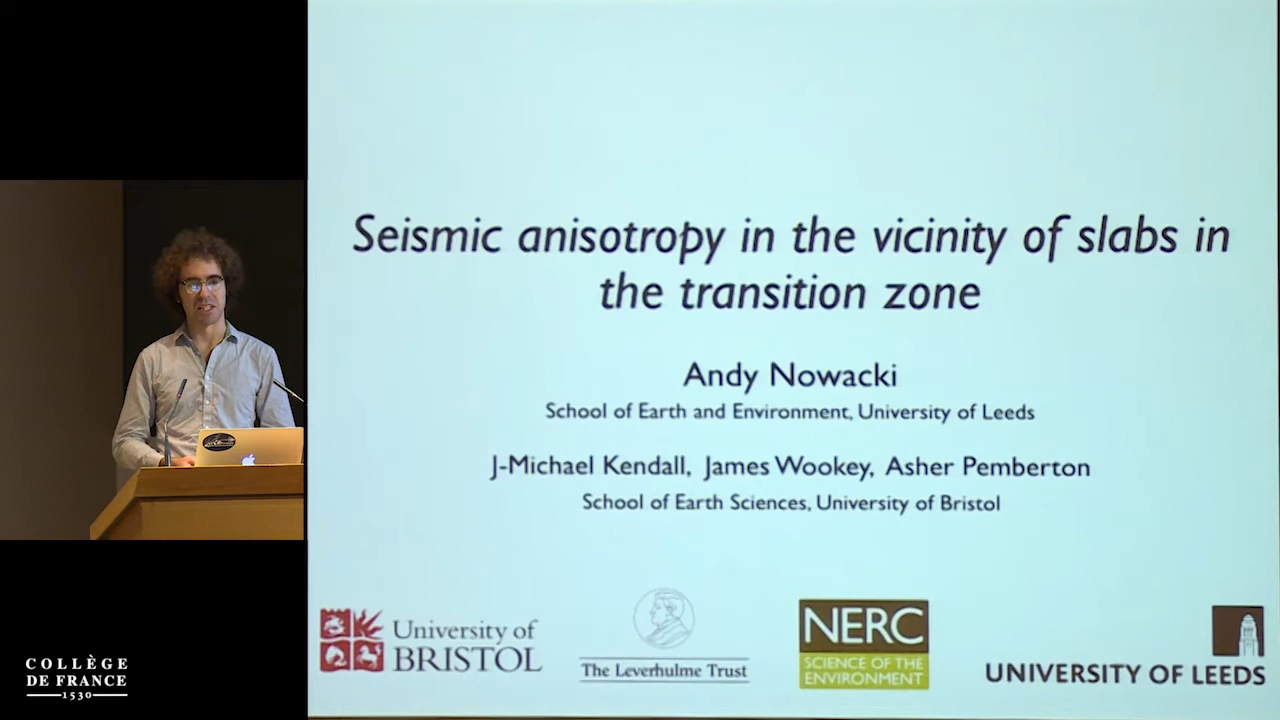 Seismic anisotropy in the vicinity of slabs in
the transition zone
Andy Nowacki
School of Earth and Environment, University of Leeds
J-Michael Kendall, James Wookey, Asher Pemberton
School of Earth Sciences, University of Bristol
University of
BRISTOL
The Leverhulme Trust
NERC
SCIENCE OF THE
ENVIRONMENT
UNIVERSITY OF LEEDS
COLLÈGE
DE FRANCE
1530